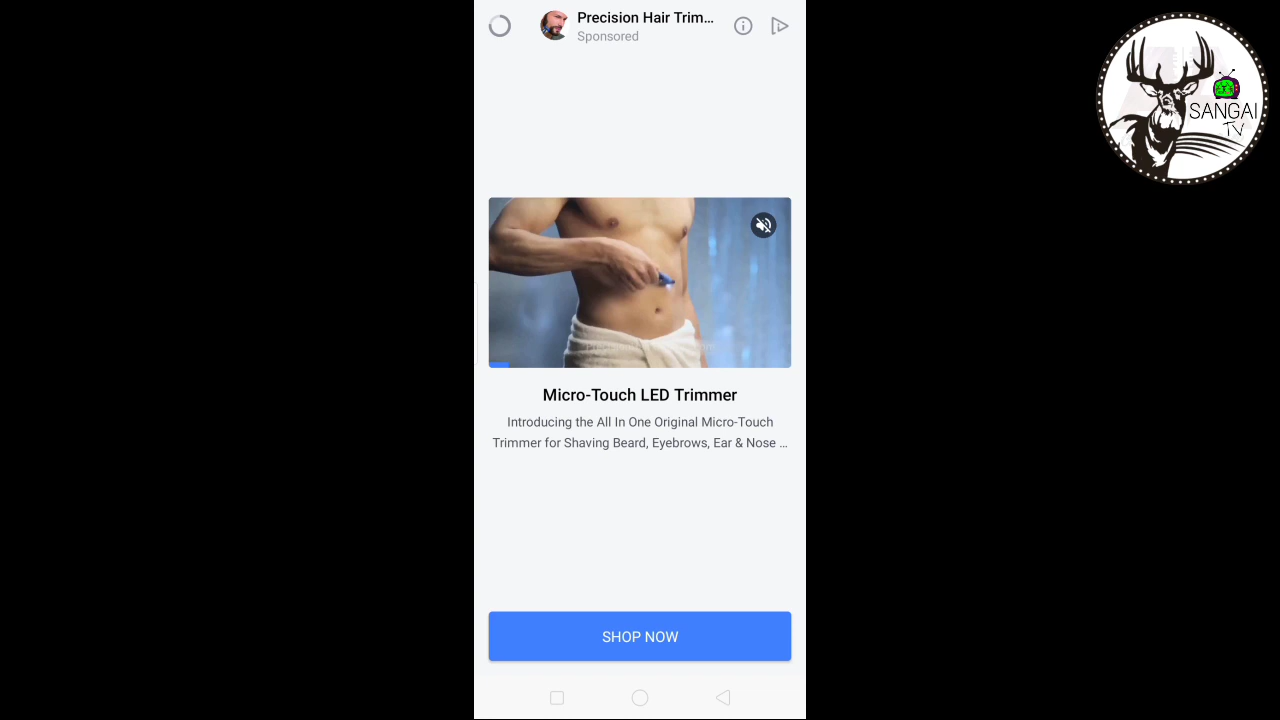 Precision Hair Trim...
Sponsored
SANGAI
TV
Micro-Touch LED Trimmer
Introducing the All In One Original Micro-Touch
Trimmer for Shaving Beard, Eyebrows, Ear & Nose ...
SHOP NOW